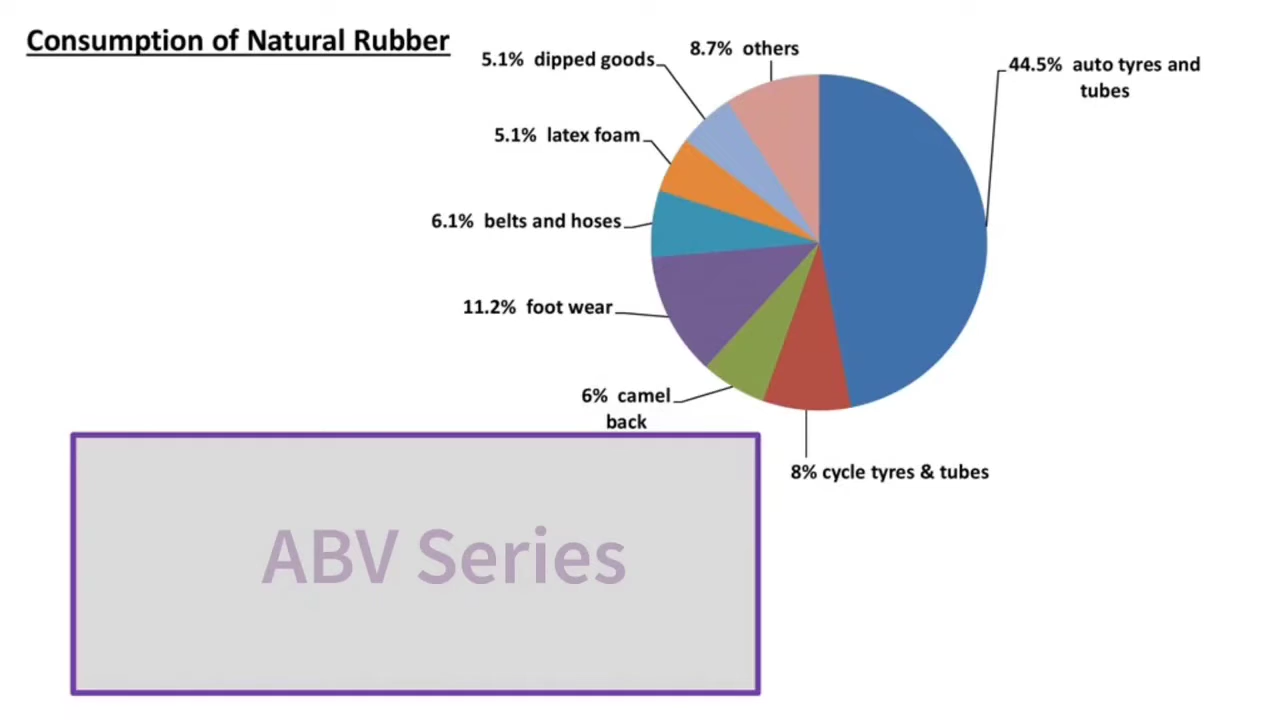 Consumption of Natural Rubber
8.7% others
5.1% dipped goods
44.5% auto tyres and
tubes
5.1% latex foam
6.1% belts and hoses
11.2% foot wear
6% camel
back
8% cycle tyres & tubes
ABV Series